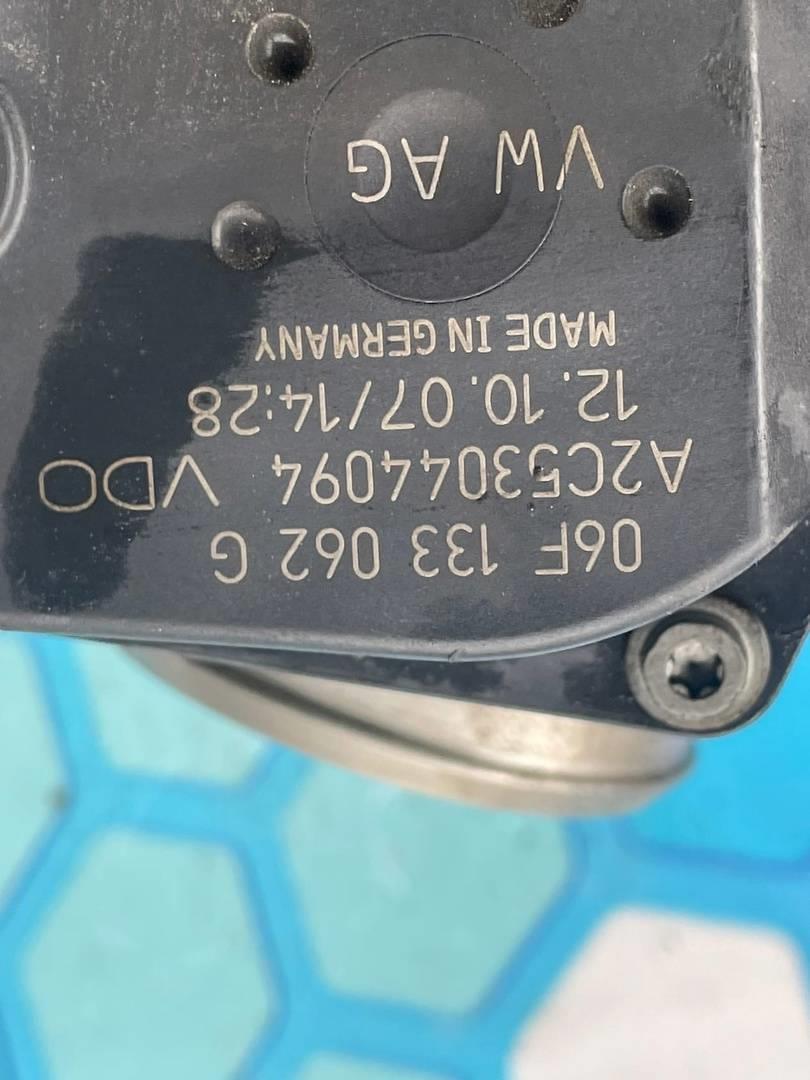 06F 133 062 G
A2C53044094 VDO
12.10.07/14:28
MADE IN GERMANY
VW AG